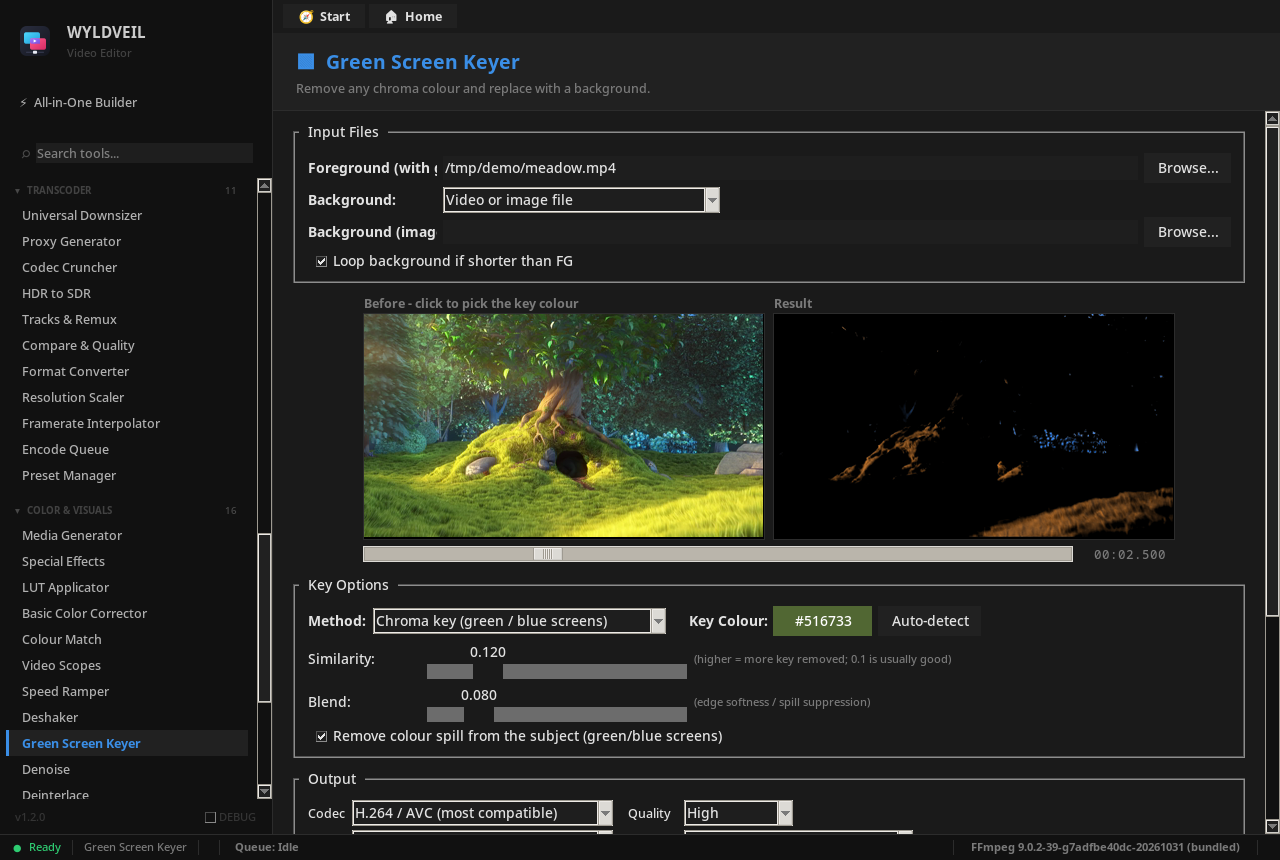 WYLDVEIL
Video Editor
⚡ All-in-One Builder
Search tools...
TRANSCODER 11
Universal Downsizer
Proxy Generator
Codec Cruncher
HDR to SDR
Tracks & Remux
Compare & Quality
Format Converter
Resolution Scaler
Framerate Interpolator
Encode Queue
Preset Manager
COLOR & VISUALS 16
Media Generator
Special Effects
LUT Applicator
Basic Color Corrector
Colour Match
Video Scopes
Speed Ramper
Deshaker
Green Screen Keyer
Denoise
Deinterlace
v1.2.0 DEBUG
Start Home
Green Screen Keyer
Remove any chroma colour and replace with a background.
Input Files
Foreground (with g /tmp/demo/meadow.mp4 Browse...
Background: Video or image file
Background (imag Browse...
Loop background if shorter than FG
Before - click to pick the key colour Result
00:02.500
Key Options
Method: Chroma key (green / blue screens) Key Colour: #516733 Auto-detect
0.120
Similarity: (higher = more key removed; 0.1 is usually good)
0.080
Blend: (edge softness / spill suppression)
Remove colour spill from the subject (green/blue screens)
Output
Codec H.264 / AVC (most compatible) Quality High
Ready Green Screen Keyer Queue: Idle FFmpeg 9.0.2-39-g7adfbe40dc-20261031 (bundled)